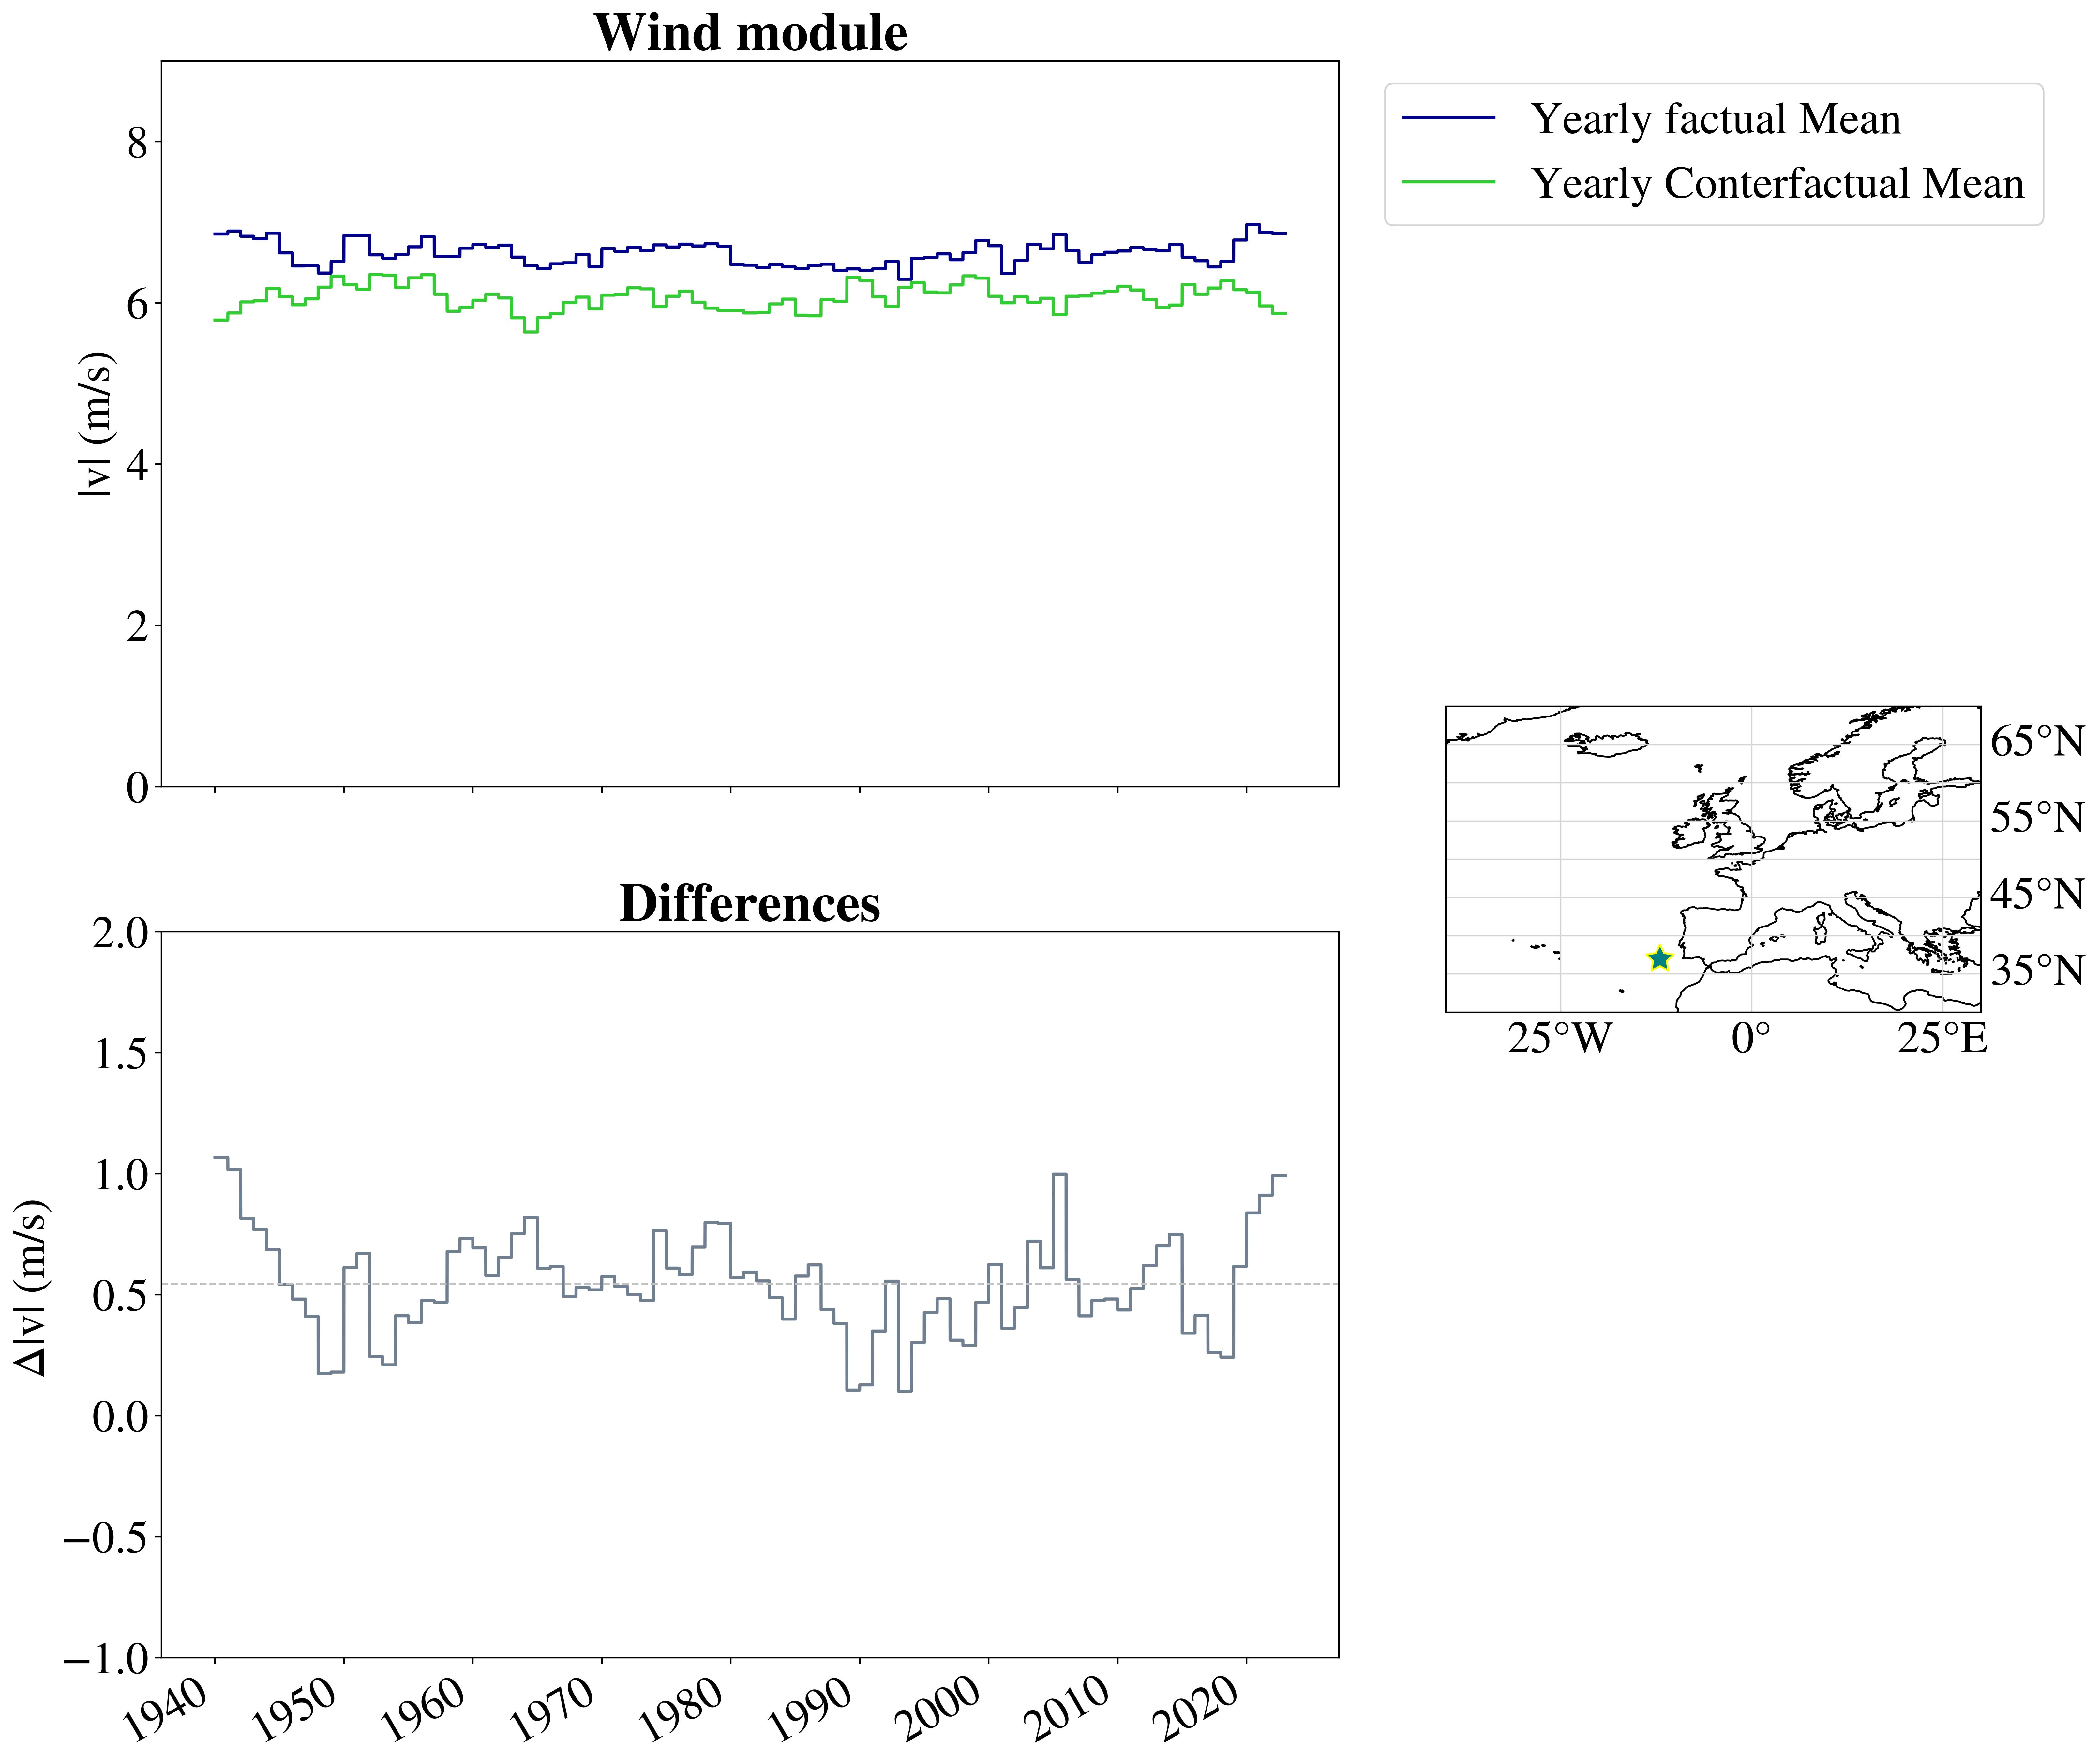 Wind module
|v| (m/s)
8
6
4
2
0
Yearly factual Mean
Yearly Conterfactual Mean
65°N
55°N
45°N
35°N
25°W 0° 25°E
Differences
Δ|v| (m/s)
2.0
1.5
1.0
0.5
0.0
−0.5
−1.0
1940 1950 1960 1970 1980 1990 2000 2010 2020